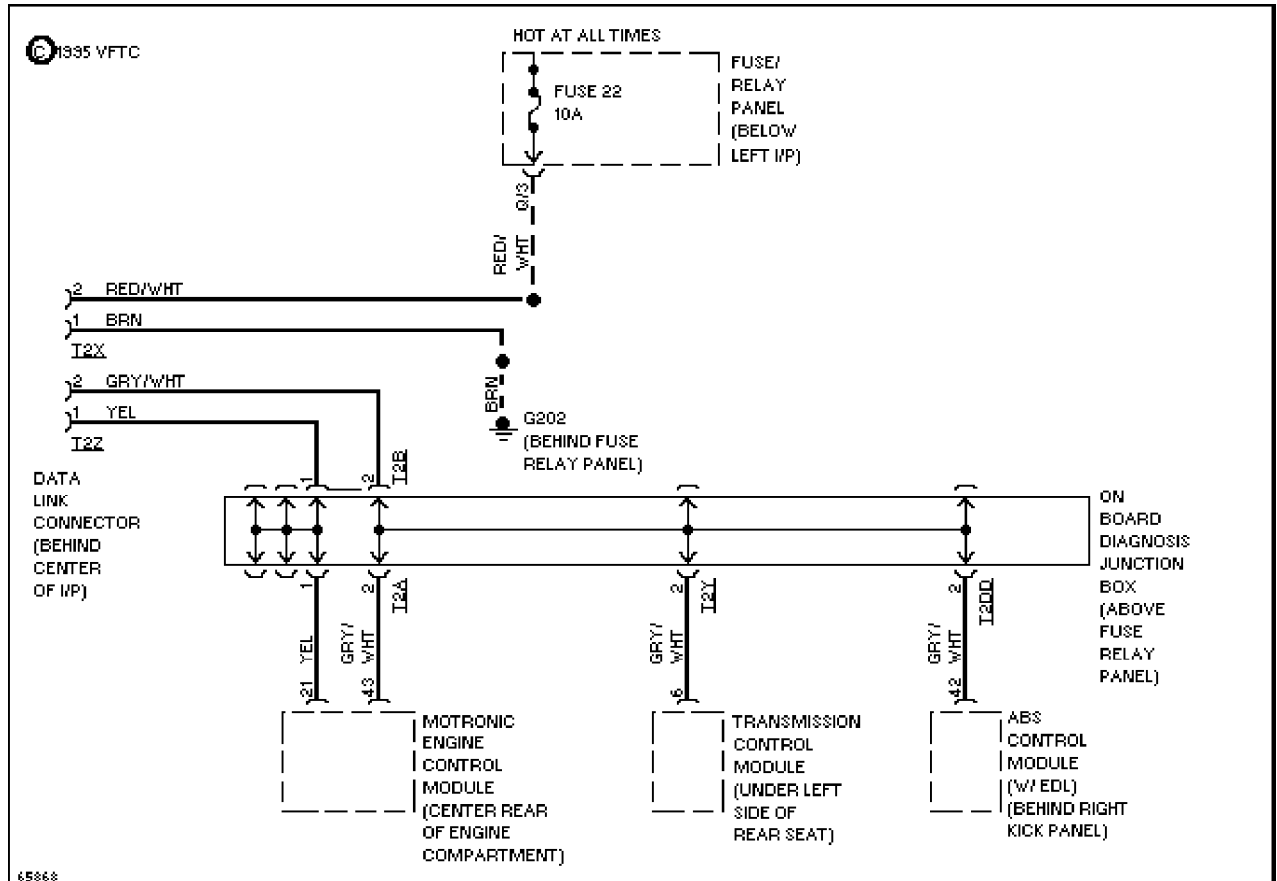 © 1995 VFTC
HOT AT ALL TIMES
FUSE 22
10A
FUSE/
RELAY
PANEL
(BELOW
LEFT I/P)
Q/3
RED/
WHT
2 RED/WHT
1 BRN
T2X
2 GRY/WHT
1 YEL
T2Z
BRN
G202
(BEHIND FUSE
RELAY PANEL)
DATA
LINK
CONNECTOR
(BEHIND
CENTER
OF I/P)
1
2
T2B
ON
BOARD
DIAGNOSIS
JUNCTION
BOX
(ABOVE
FUSE
RELAY
PANEL)
1
2
T2A
2
T2Y
2
T2DD
YEL
GRY/
WHT
GRY/
WHT
GRY/
WHT
21
43
6
42
MOTRONIC
ENGINE
CONTROL
MODULE
(CENTER REAR
OF ENGINE
COMPARTMENT)
TRANSMISSION
CONTROL
MODULE
(UNDER LEFT
SIDE OF
REAR SEAT)
ABS
CONTROL
MODULE
(W/ EDL)
(BEHIND RIGHT
KICK PANEL)
65868